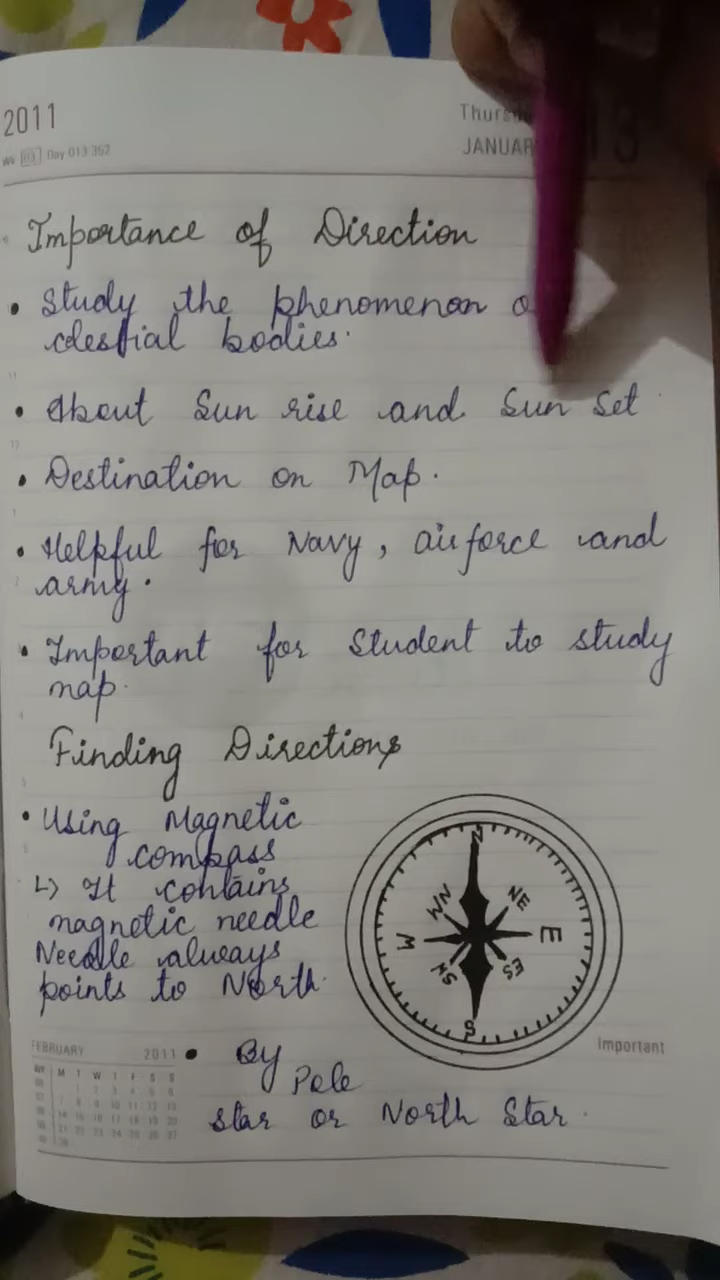 2011
Thurs
JANUAR 13
Day 013 352
Importance of Direction
• Study the phenomenon o
celestial bodies.
• About Sun rise and Sun Set
• Destination on Map.
• Helpful for Navy, airforce and
army.
• Important for Student to study
map.
Finding Directions
• Using Magnetic
compass
↳ It contains
magnetic needle
Needle always
points to North.
N
NW NE
W E
SW ES
S
FEBRUARY 2011
M T W T F S S
Important
• By Pole
star or North Star.